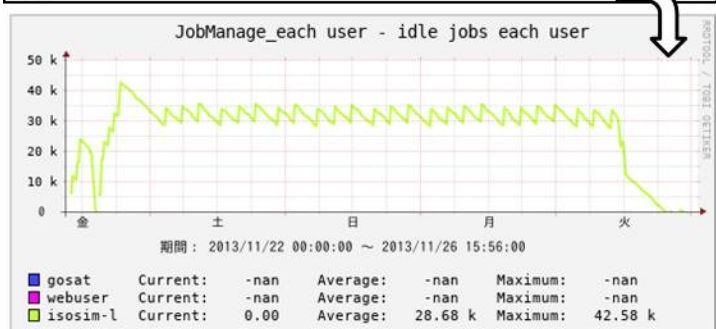 JobManage_each user - idle jobs each user
RRDTOOL / TOBI OETIKER
50 k
40 k
30 k
20 k
10 k
0
金 土 日 月 火
期間 : 2013/11/22 00:00:00 ～ 2013/11/26 15:56:00
gosat Current: -nan Average: -nan Maximum: -nan
webuser Current: -nan Average: -nan Maximum: -nan
isosim-l Current: 0.00 Average: 28.68 k Maximum: 42.58 k